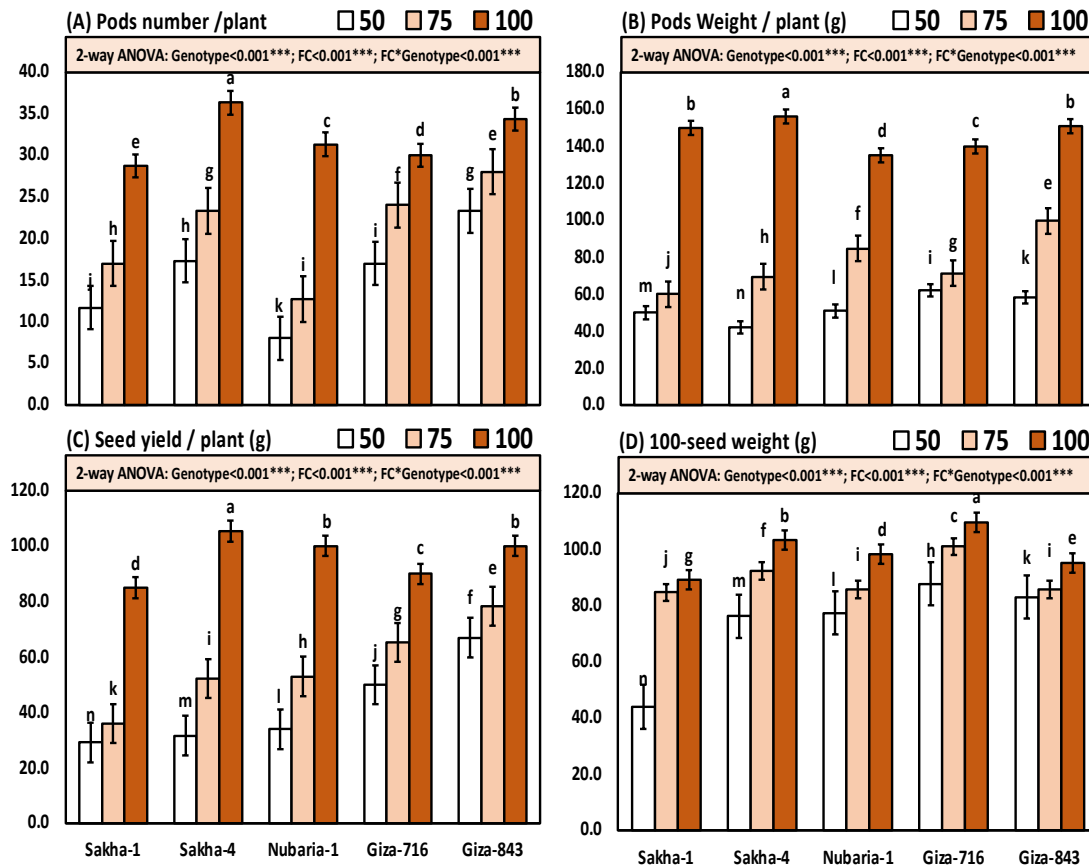 (A) Pods number /plant 50 75 100
2-way ANOVA: Genotype<0.001***; FC<0.001***; FC*Genotype<0.001***
40.0
35.0
30.0
25.0
20.0
15.0
10.0
5.0
0.0
j h e
h g a
k i c
i f d
g e b
(B) Pods Weight / plant (g) 50 75 100
2-way ANOVA: Genotype<0.001***; FC<0.001***; FC*Genotype<0.001***
180.0
160.0
140.0
120.0
100.0
80.0
60.0
40.0
20.0
0.0
m j b
n h a
l f d
i g c
k e b
(C) Seed yield / plant (g) 50 75 100
2-way ANOVA: Genotype<0.001***; FC<0.001***; FC*Genotype<0.001***
120.0
100.0
80.0
60.0
40.0
20.0
0.0
n k d
m i a
l h b
j g c
f e b
Sakha-1 Sakha-4 Nubaria-1 Giza-716 Giza-843
(D) 100-seed weight (g) 50 75 100
2-way ANOVA: Genotype<0.001***; FC<0.001***; FC*Genotype<0.001***
120.0
100.0
80.0
60.0
40.0
20.0
0.0
n j g
m f b
l i d
h c a
k i e
Sakha-1 Sakha-4 Nubaria-1 Giza-716 Giza-843